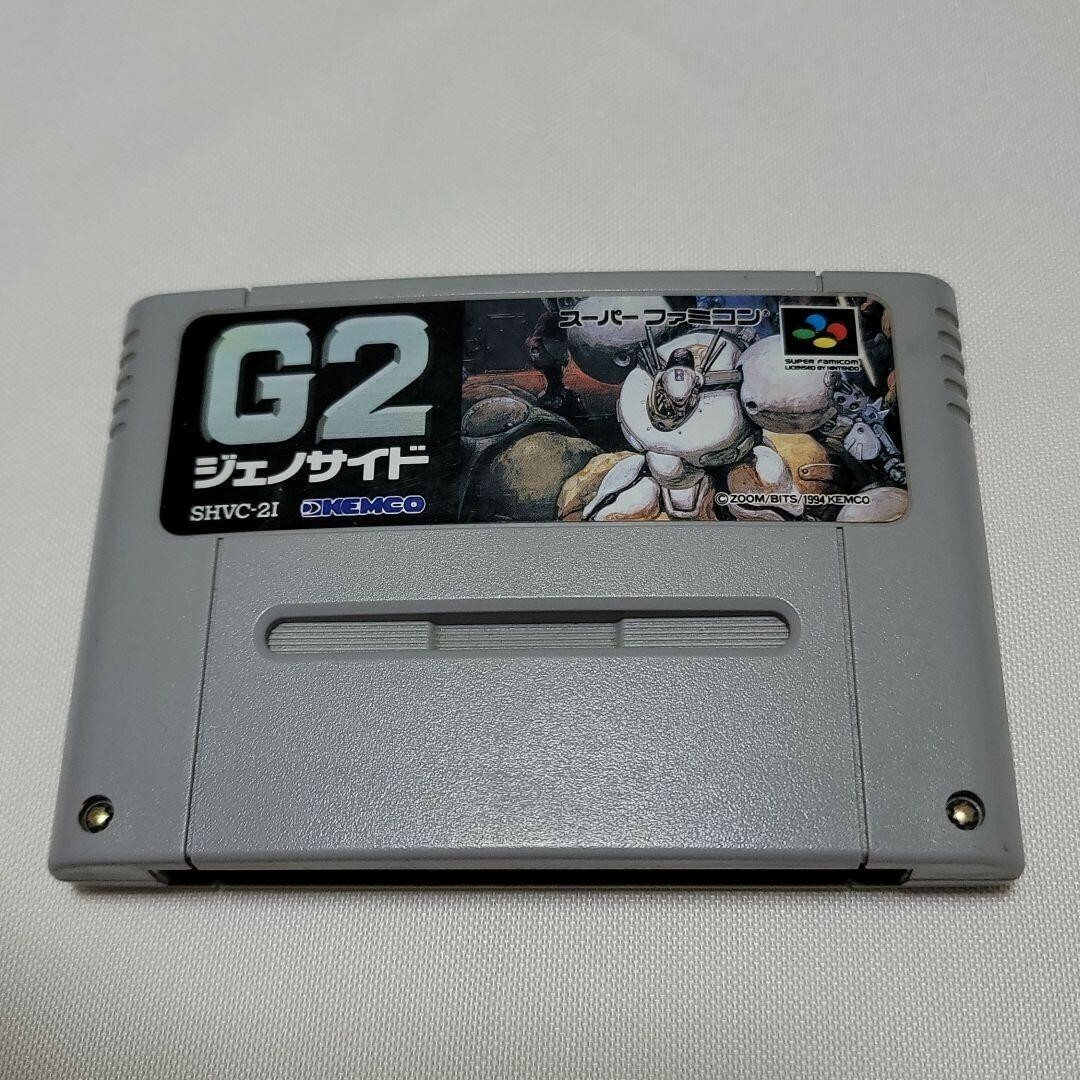 G2
ジェノサイド
SHVC-2I KEMCO
スーパーファミコン®
SUPER FAMICOM
LICENSED BY NINTENDO
©ZOOM/BITS/1994 KEMCO